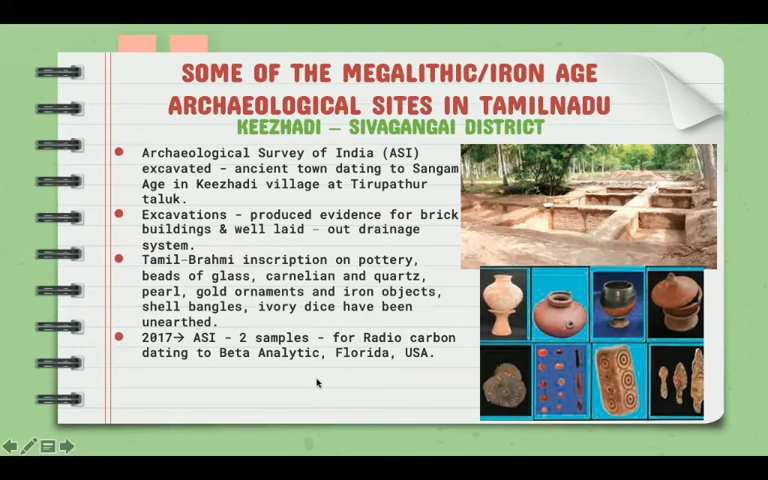 SOME OF THE MEGALITHIC/IRON AGE
ARCHAEOLOGICAL SITES IN TAMILNADU
KEEZHADI – SIVAGANGAI DISTRICT
Archaeological Survey of India (ASI)
excavated – ancient town dating to Sangam
Age in Keezhadi village at Tirupathur
taluk.
Excavations – produced evidence for brick
buildings & well laid – out drainage
system.
Tamil-Brahmi inscription on pottery,
beads of glass, carnelian and quartz,
pearl, gold ornaments and iron objects,
shell bangles, ivory dice have been
unearthed.
2017→ ASI – 2 samples – for Radio carbon
dating to Beta Analytic, Florida, USA.